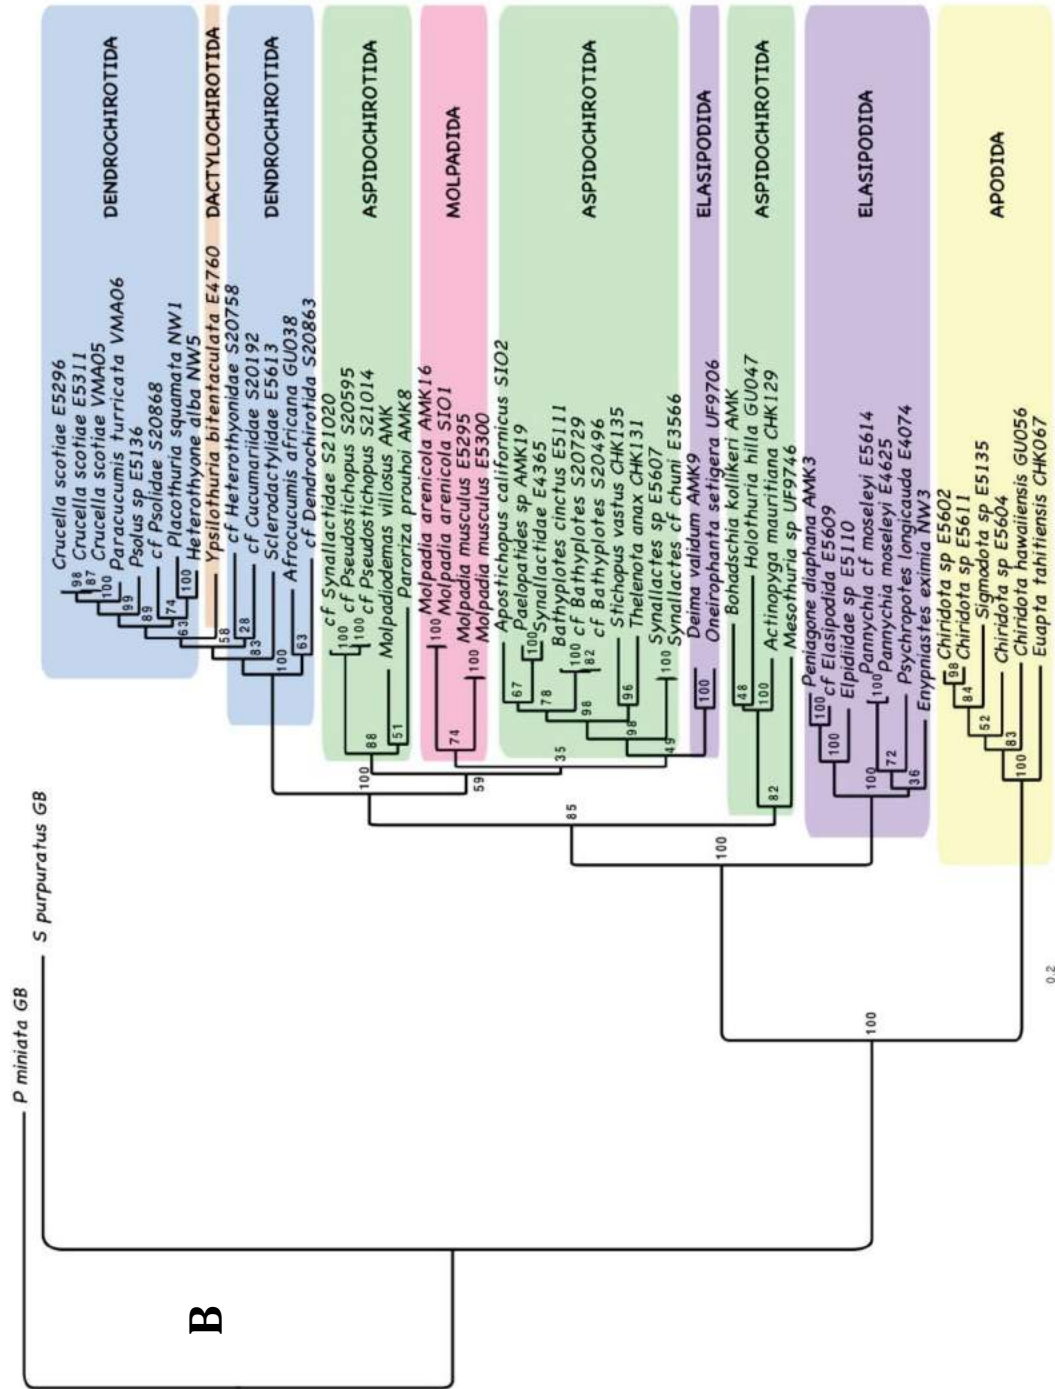 B
P miniata GB
S purpuratus GB
Crucella scotiae E5296
Crucella scotiae E5311
Crucella scotiae VMA05
Paracucumis turricata VMA06
Psolus sp E5136
cf Psolidae S20868
Placothuria squamata NW1
Heterothyone alba NW5
DENDROCHIROTIDA
Ypsilothuria bitentaculata E4760
DACTYLOCHIROTIDA
cf Heterothyonidae S20758
cf Cucumariidae S20192
Sclerodactylidae E5613
Afrocucumis africana GU038
cf Dendrochirotida S20863
DENDROCHIROTIDA
cf Synallactidae S21020
cf Pseudostichopus S20595
cf Pseudostichopus S21014
Molpadiodemas villosus AMK
Paroriza prouhoi AMK8
ASPIDOCHIROTIDA
Molpadia arenicola AMK16
Molpadia arenicola SIO1
Molpadia musculus E5295
Molpadia musculus E5300
MOLPADIDA
Apostichopus californicus SIO2
Paelopatides sp AMK19
Synallactidae E4365
Bathyplotes cinctus E5111
cf Bathyplotes S20729
cf Bathyplotes S20496
Stichopus vastus CHK135
Thelenota anax CHK131
Synallactes sp E5607
Synallactes cf chuni E3566
ASPIDOCHIROTIDA
Deima validum AMK9
Oneirophanta setigera UF9706
ELASIPODIDA
Bohadschia kollikeri AMK
Holothuria hilla GU047
Actinopyga mauritiana CHK129
Mesothuria sp UF9746
ASPIDOCHIROTIDA
Peniagone diaphana AMK3
cf Elasipodida E5609
Elpidiidae sp E5110
Pannychia cf moseleyi E5614
Pannychia moseleyi E4625
Psychropotes longicauda E4074
Enypniastes eximia NW3
ELASIPODIDA
Chiridota sp E5602
Chiridota sp E5611
Sigmodota sp E5135
Chiridota sp E5604
Chiridota hawaiiensis GU056
Euapta tahitiensis CHK067
APODIDA
98
87
100
99
89
74
100
63
58
28
83
100
63
100
100
88
51
100
100
74
100
59
35
67
100
78
100
82
98
96
98
100
49
100
85
48
100
82
100
100
100
100
100
72
36
98
84
52
83
100
100
0.2